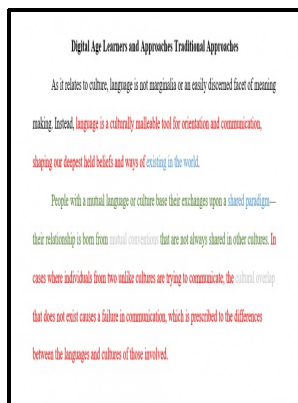 Digital Age Learners and Approaches Traditional Approaches
As it relates to culture, language is not marginalia or an easily discerned facet of meaning
making. Instead, language is a culturally malleable tool for orientation and communication,
shaping our deepest held beliefs and ways of existing in the world.
People with a mutual language or culture base their exchanges upon a shared paradigm—
their relationship is born from mutual conventions that are not always shared in other cultures. In
cases where individuals from two unlike cultures are trying to communicate, the cultural overlap
that does not exist causes a failure in communication, which is prescribed to the differences
between the languages and cultures of those involved.